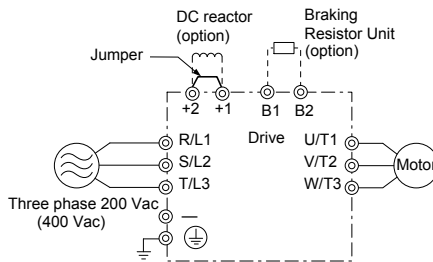 DC reactor
(option)
Braking
Resistor Unit
(option)
Jumper
+2
+1
B1
B2
R/L1
Drive
U/T1
S/L2
V/T2
Motor
T/L3
W/T3
Three phase 200 Vac
(400 Vac)
−